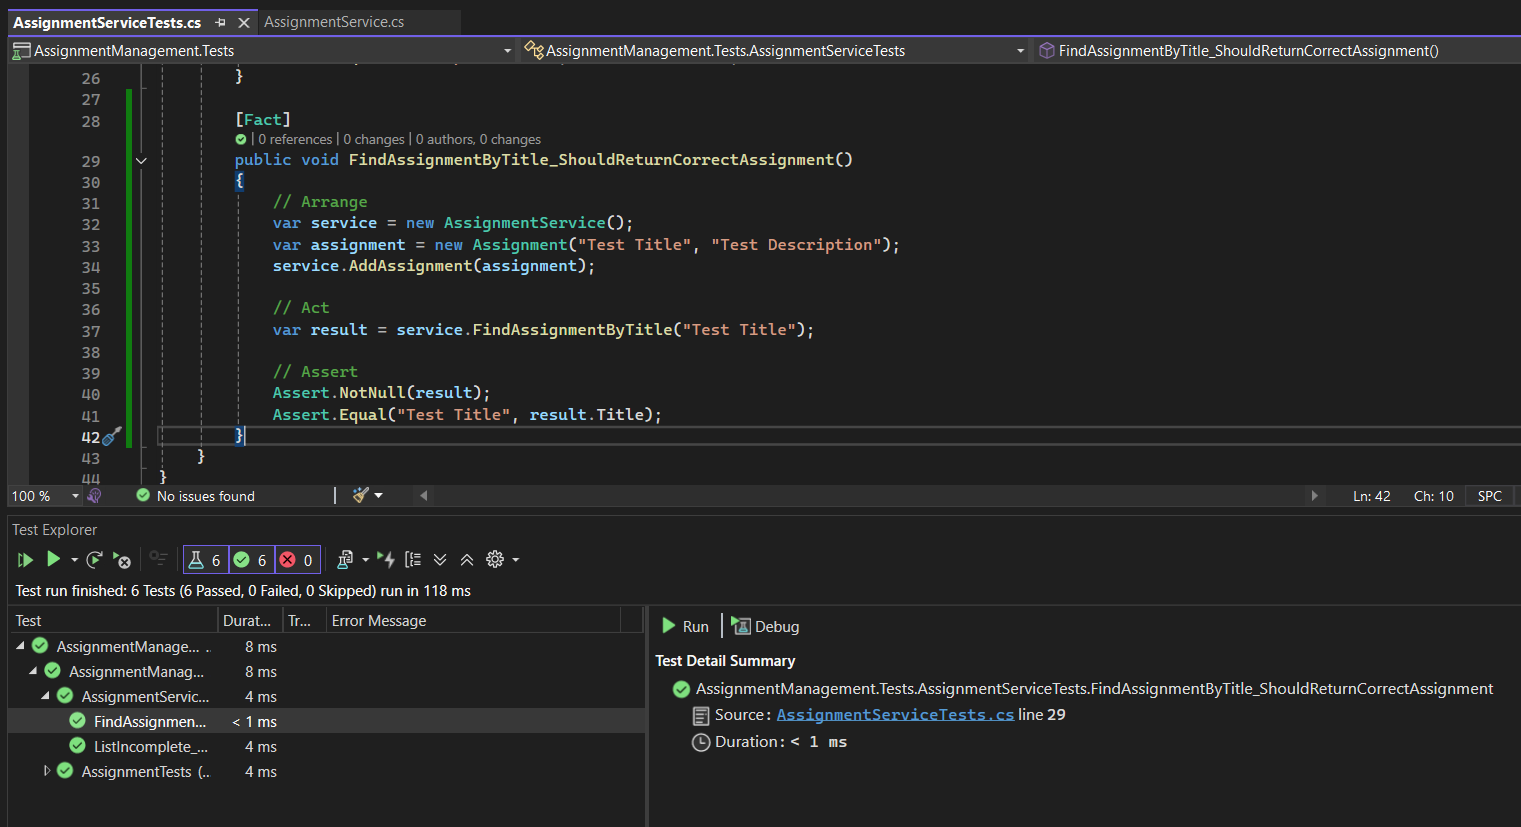 AssignmentServiceTests.cs AssignmentService.cs
AssignmentManagement.Tests AssignmentManagement.Tests.AssignmentServiceTests FindAssignmentByTitle_ShouldReturnCorrectAssignment()
26 }
27
28 [Fact]
| 0 references | 0 changes | 0 authors, 0 changes
29 public void FindAssignmentByTitle_ShouldReturnCorrectAssignment()
30 {
31 // Arrange
32 var service = new AssignmentService();
33 var assignment = new Assignment("Test Title", "Test Description");
34 service.AddAssignment(assignment);
35
36 // Act
37 var result = service.FindAssignmentByTitle("Test Title");
38
39 // Assert
40 Assert.NotNull(result);
41 Assert.Equal("Test Title", result.Title);
42 }
43 }
44 }
100 % No issues found Ln: 42 Ch: 10 SPC
Test Explorer
6 6 0
Test run finished: 6 Tests (6 Passed, 0 Failed, 0 Skipped) run in 118 ms
Test Durat... Tr... Error Message
AssignmentManage... .. 8 ms
AssignmentManag... 8 ms
AssignmentServic... 4 ms
FindAssignmen... < 1 ms
ListIncomplete_... 4 ms
AssignmentTests (.. 4 ms
Run Debug
Test Detail Summary
AssignmentManagement.Tests.AssignmentServiceTests.FindAssignmentByTitle_ShouldReturnCorrectAssignment
Source: AssignmentServiceTests.cs line 29
Duration: < 1 ms